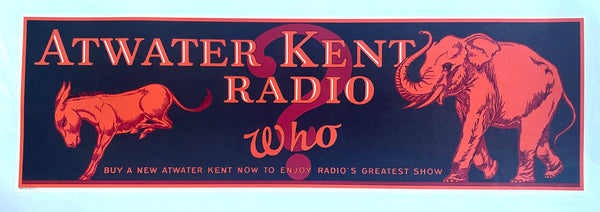 ATWATER KENT
RADIO
?
Who
BUY A NEW ATWATER KENT NOW TO ENJOY RADIO'S GREATEST SHOW